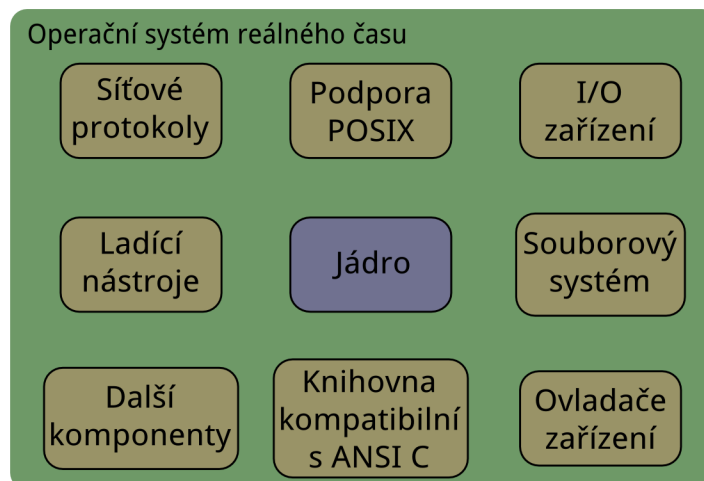 Operační systém reálného času
Síťové
protokoly
Podpora
POSIX
I/O
zařízení
Ladící
nástroje
Jádro
Souborový
systém
Další
komponenty
Knihovna
kompatibilní
s ANSI C
Ovladače
zařízení